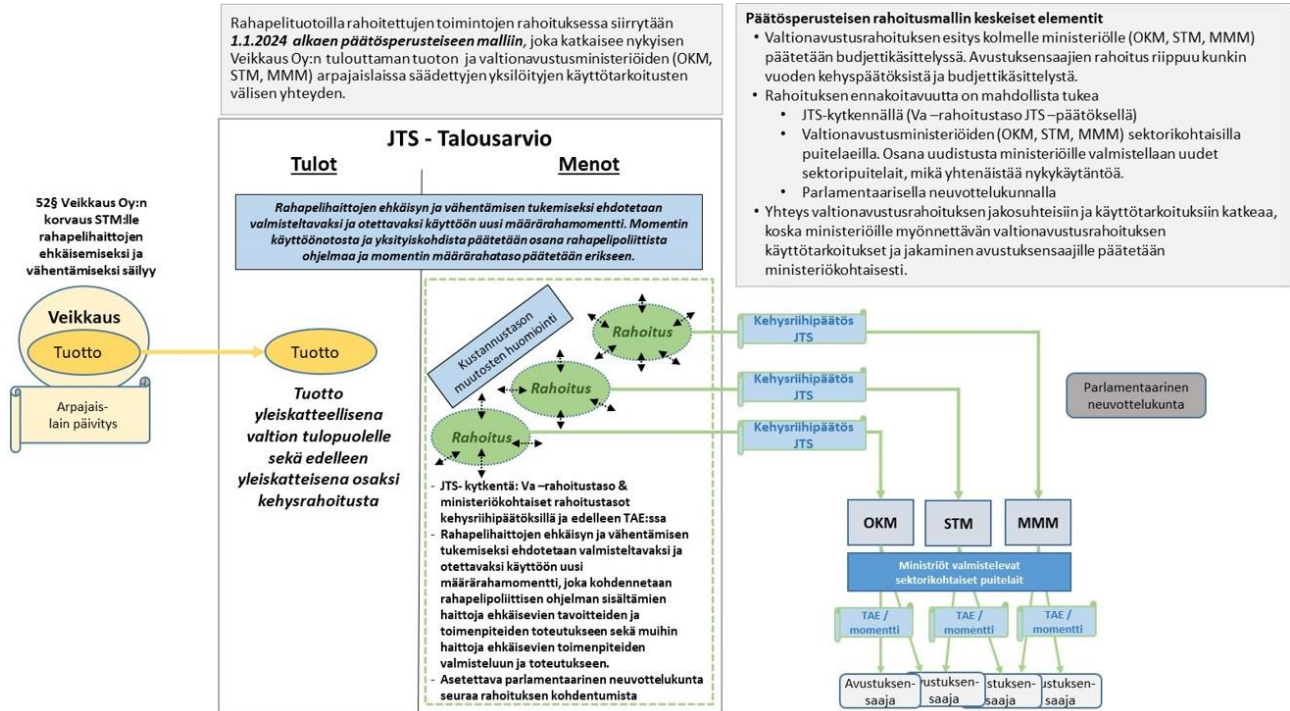 Rahapelituotoilla rahoitettujen toimintojen rahoituksessa siirrytään
1.1.2024 alkaen päätösperusteiseen malliin, joka katkaisee nykyisen
Veikkaus Oy:n tulouttaman tuoton ja valtionavustusministeriöiden (OKM,
STM, MMM) arpajaislaissa säädettyjen yksilöityjen käyttötarkoitusten
välisen yhteyden.
Päätösperusteisen rahoitusmallin keskeiset elementit
• Valtionavustusrahoituksen esitys kolmelle ministeriölle (OKM, STM, MMM)
päätetään budjettikäsittelyssä. Avustuksensaajien rahoitus riippuu kunkin
vuoden kehyspäätöksistä ja budjettikäsittelystä.
• Rahoituksen ennakoitavuutta on mahdollista tukea
• JTS-kytkennällä (Va –rahoitustaso JTS –päätöksellä)
• Valtionavustusministeriöiden (OKM, STM, MMM) sektorikohtaisilla
puitelaeilla. Osana uudistusta ministeriöille valmistellaan uudet
sektoripuitelait, mikä yhtenäistää nykykäytäntöä.
• Parlamentaarisella neuvottelukunnalla
• Yhteys valtionavustusrahoituksen jakosuhteisiin ja käyttötarkoituksiin katkeaa,
koska ministeriöille myönnettävän valtionavustusrahoituksen
käyttötarkoitukset ja jakaminen avustuksensaajille päätetään
ministeriökohtaisesti.
JTS - Talousarvio
Tulot
Menot
Rahapelihaittojen ehkäisyn ja vähentämisen tukemiseksi ehdotetaan
valmisteltavaksi ja otettavaksi käyttöön uusi määrärahamomentti. Momentin
käyttöönotosta ja yksityiskohdista päätetään osana rahapelipoliittista
ohjelmaa ja momentin määrärahataso päätetään erikseen.
52§ Veikkaus Oy:n
korvaus STM:lle
rahapelihaittojen
ehkäisemiseksi ja
vähentämiseksi säilyy
Veikkaus
Tuotto
Arpajais-
lain päivitys
Tuotto
Tuotto
yleiskatteellisena
valtion tulopuolelle
sekä edelleen
yleiskatteisena osaksi
kehysrahoitusta
Kustannustason
muutosten huomiointi
Rahoitus
Rahoitus
Rahoitus
- JTS- kytkentä: Va –rahoitustaso &
ministeriökohtaiset rahoitustasot
kehysriihipäätöksillä ja edelleen TAE:ssa
- Rahapelihaittojen ehkäisyn ja vähentämisen
tukemiseksi ehdotetaan valmisteltavaksi ja
otettavaksi käyttöön uusi
määrärahamomentti, joka kohdennetaan
rahapelipoliittisen ohjelman sisältämien
haittoja ehkäisevien tavoitteiden ja
toimenpiteiden toteutukseen sekä muihin
haittoja ehkäisevien toimenpiteiden
valmisteluun ja toteutukseen.
- Asetettava parlamentaarinen neuvottelukunta
seuraa rahoituksen kohdentumista
Kehysriihipäätös
JTS
Kehysriihipäätös
JTS
Kehysriihipäätös
JTS
Parlamentaarinen
neuvottelukunta
OKM
STM
MMM
Ministriöt valmistelevat
sektorikohtaiset puitelait
TAE /
momentti
TAE /
momentti
TAE /
momentti
Avustuksen-
saaja
vustuksen-
saaja
stuksen-
saaja
ustuksen-
saaja